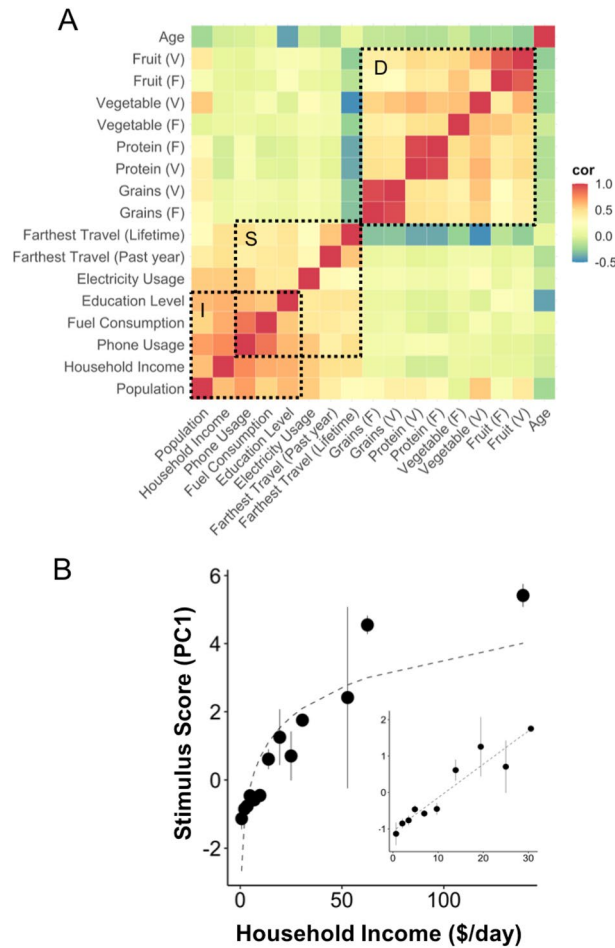 A
Age
Fruit (V)
Fruit (F)
Vegetable (V)
Vegetable (F)
Protein (F)
Protein (V)
Grains (V)
Grains (F)
Farthest Travel (Lifetime)
Farthest Travel (Past year)
Electricity Usage
Education Level
Fuel Consumption
Phone Usage
Household Income
Population
D
S
I
cor
1.0
0.5
0.0
-0.5
Population
Household Income
Phone Usage
Fuel Consumption
Education Level
Electricity Usage
Farthest Travel (Past year)
Farthest Travel (Lifetime)
Grains (F)
Grains (V)
Protein (V)
Protein (F)
Vegetable (F)
Vegetable (V)
Fruit (F)
Fruit (V)
Age
B
Stimulus Score (PC1)
6
4
2
0
-2
0
50
100
Household Income ($/day)
2
1
0
-1
0
10
20
30